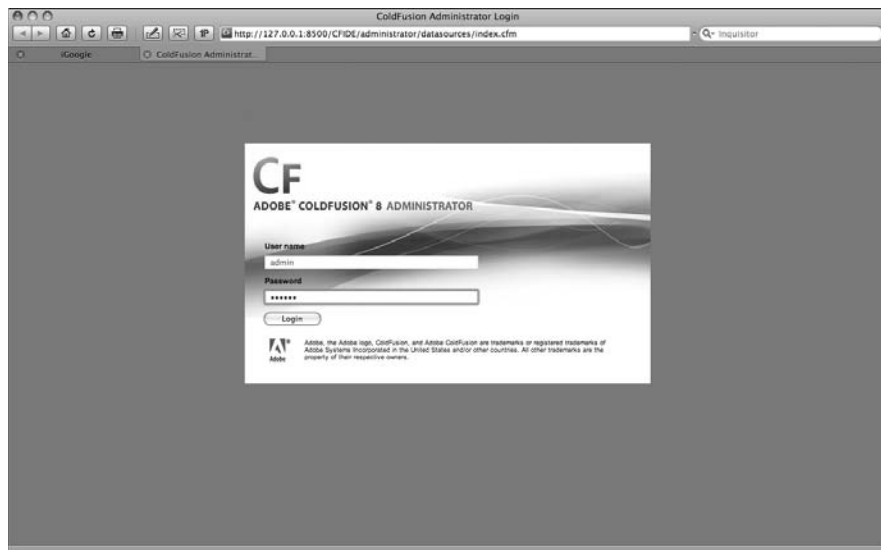 ColdFusion Administrator Login
1P
http://127.0.0.1:8500/CFIDE/administrator/datasources/index.cfm
Inquisitor
iGoogle
ColdFusion Administrat...
CF
ADOBE® COLDFUSION® 8 ADMINISTRATOR
User name
admin
Password
••••••
Login
Adobe
Adobe, the Adobe logo, ColdFusion, and Adobe ColdFusion are trademarks or registered trademarks of
Adobe Systems Incorporated in the United States and/or other countries. All other trademarks are the
property of their respective owners.